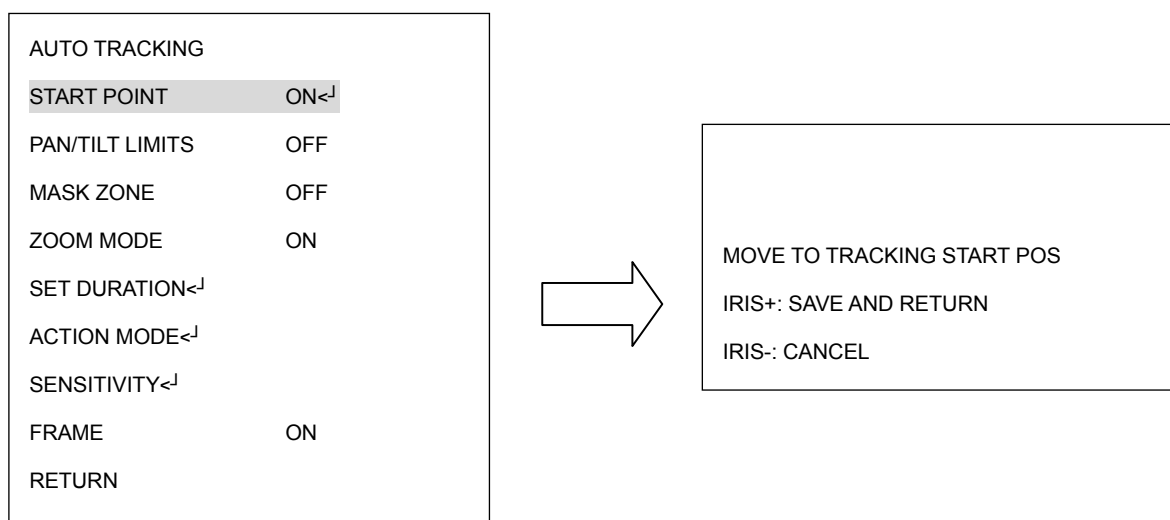 AUTO TRACKING
START POINT ON<┘
PAN/TILT LIMITS OFF
MASK ZONE OFF
ZOOM MODE ON
SET DURATION<┘
ACTION MODE<┘
SENSITIVITY<┘
FRAME ON
RETURN
MOVE TO TRACKING START POS
IRIS+: SAVE AND RETURN
IRIS-: CANCEL